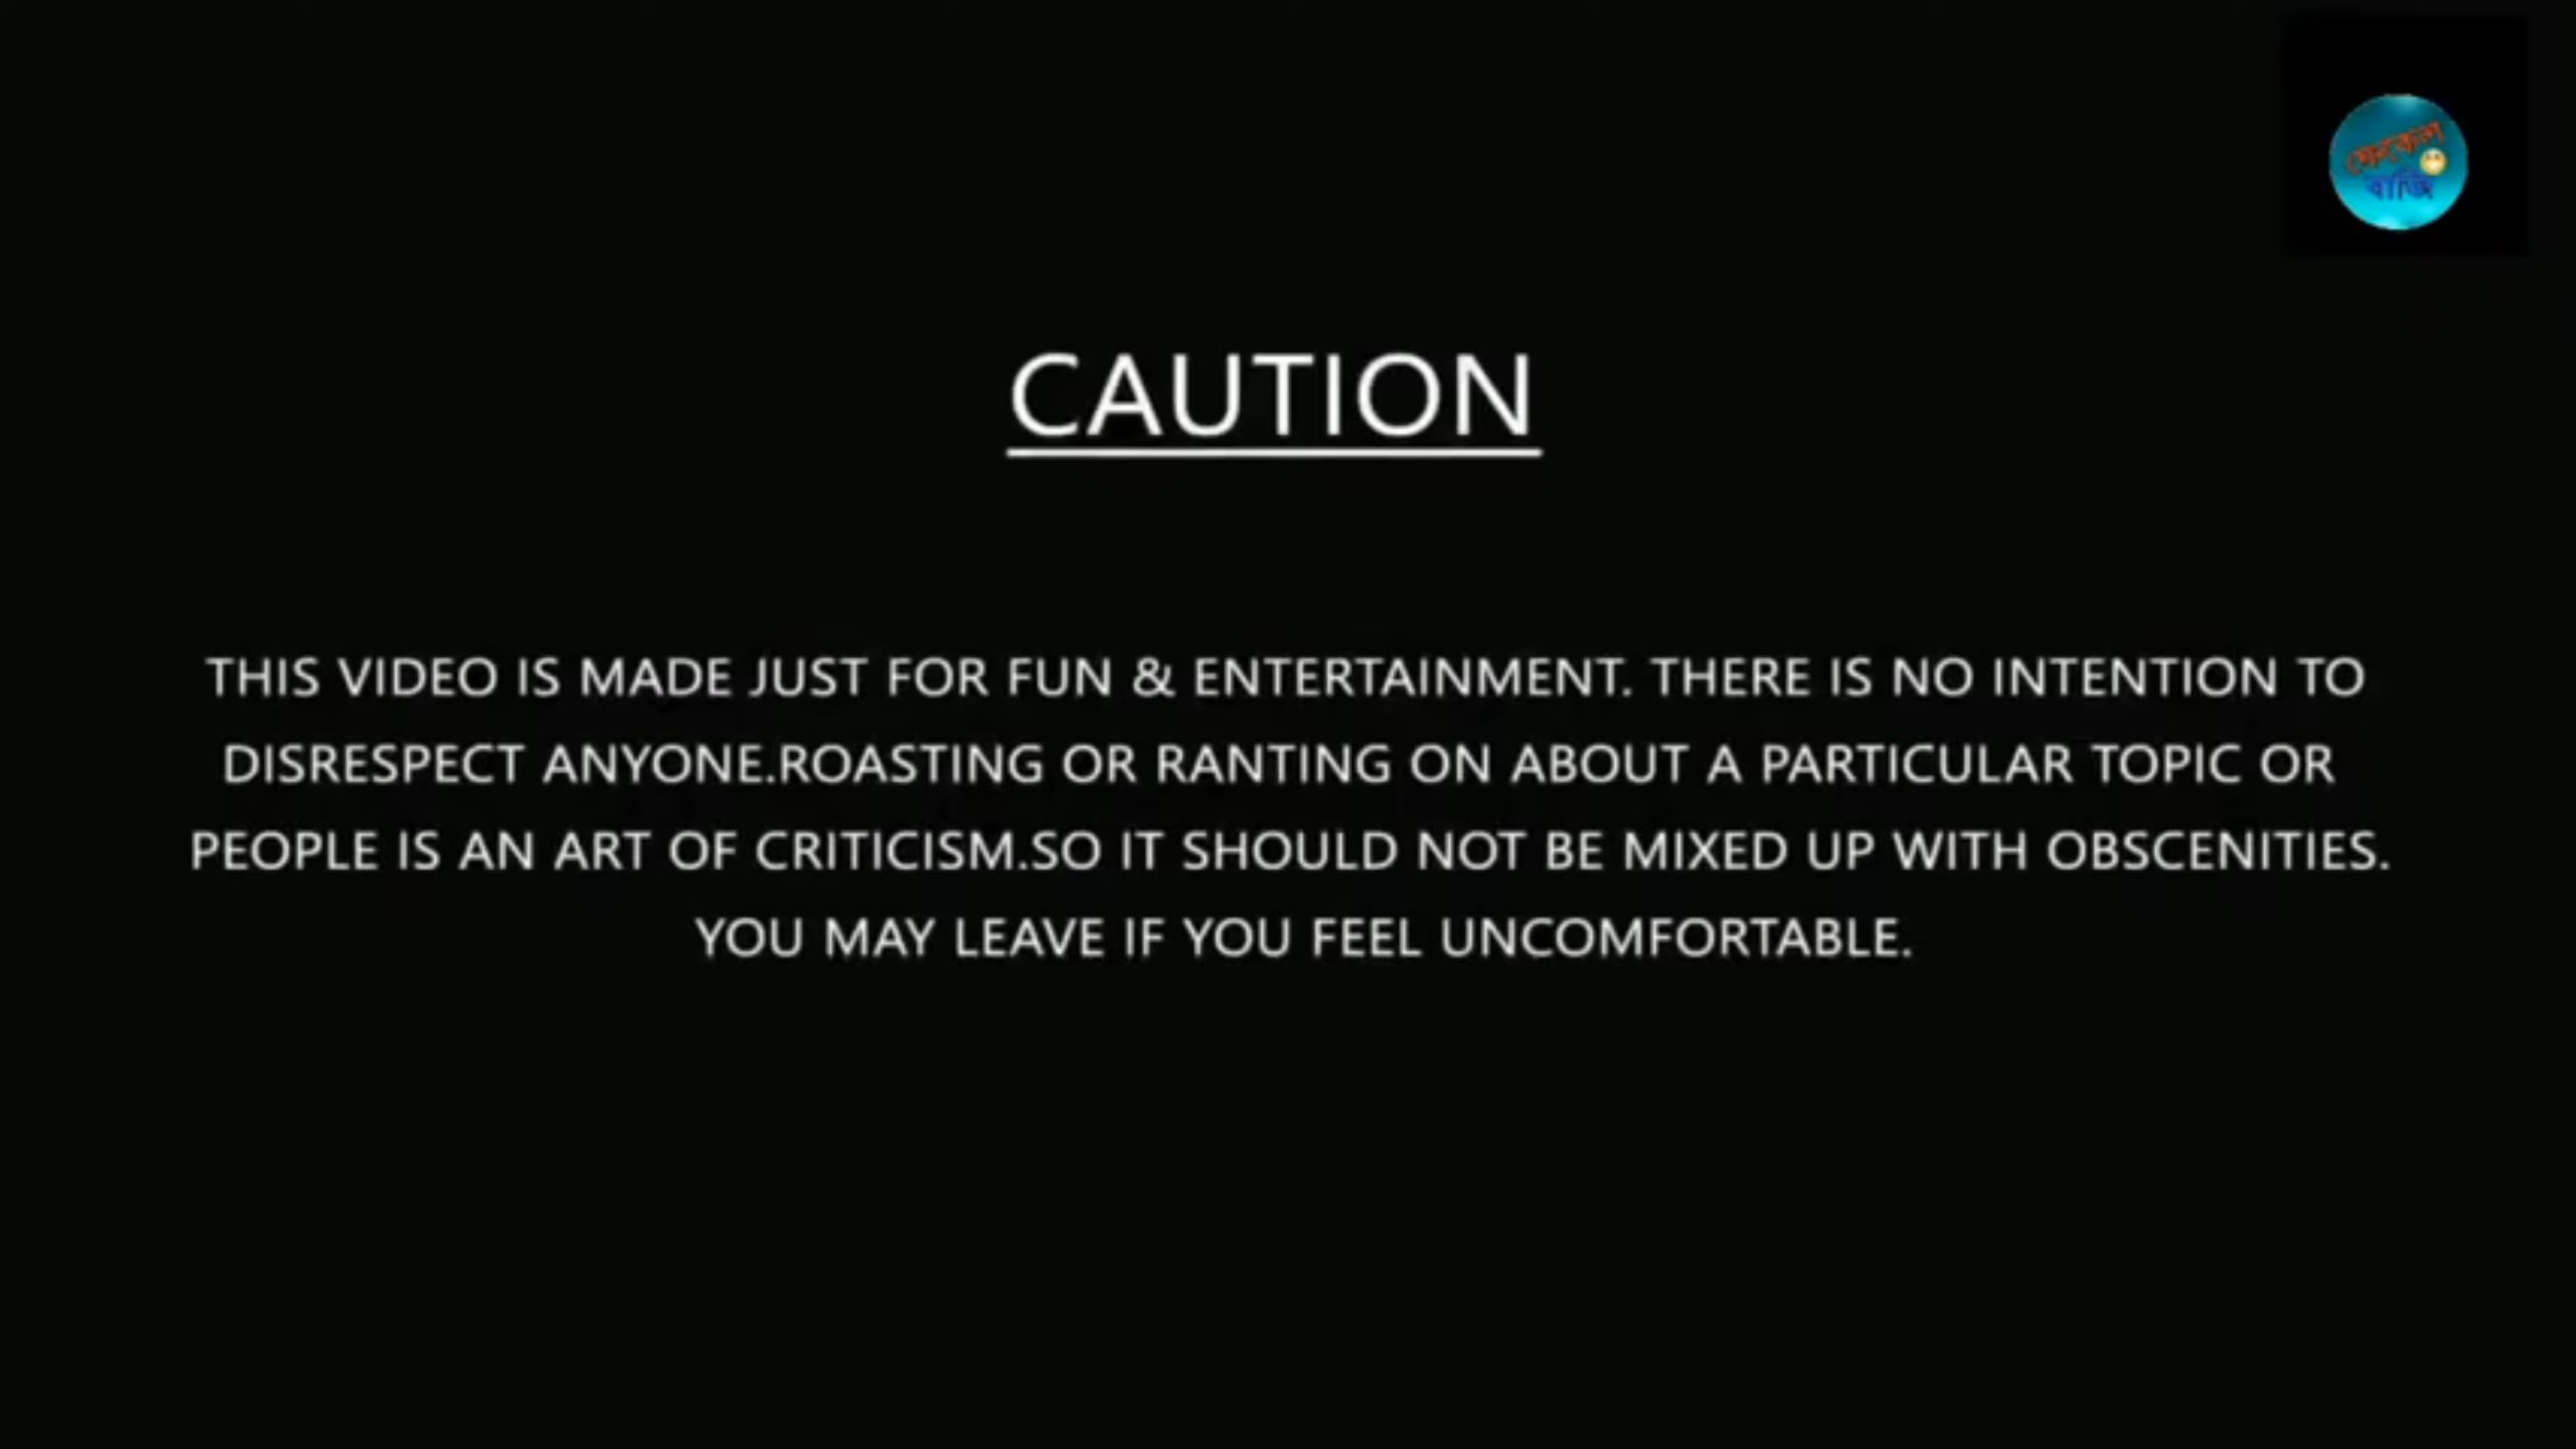 বাজি
CAUTION
THIS VIDEO IS MADE JUST FOR FUN & ENTERTAINMENT. THERE IS NO INTENTION TO
DISRESPECT ANYONE.ROASTING OR RANTING ON ABOUT A PARTICULAR TOPIC OR
PEOPLE IS AN ART OF CRITICISM.SO IT SHOULD NOT BE MIXED UP WITH OBSCENITIES.
YOU MAY LEAVE IF YOU FEEL UNCOMFORTABLE.